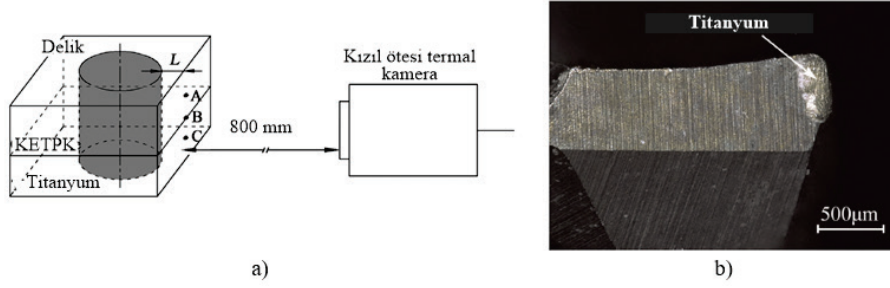 Delik
L
A
B
C
KETPK
Titanyum
800 mm
Kızıl ötesi termal
kamera
a)
Titanyum
500µm
b)